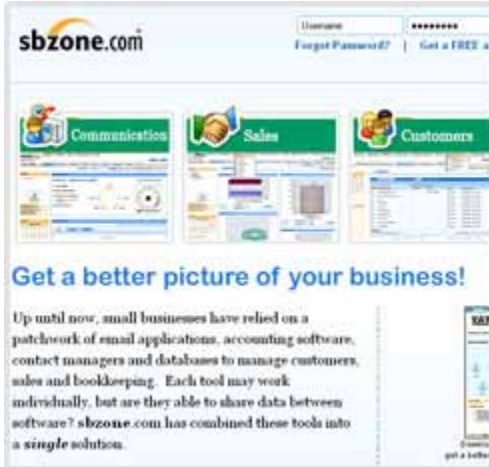 sbzone.com
Username
Forgot Password? | Get a FREE a
Communication
Sales
Customers
Get a better picture of your business!
Up until now, small businesses have relied on a
patchwork of email applications, accounting software,
contact managers and databases to manage customers,
sales and bookkeeping. Each tool may work
individually, but are they able to share data between
software? sbzone.com has combined these tools into
a single solution.
get a better